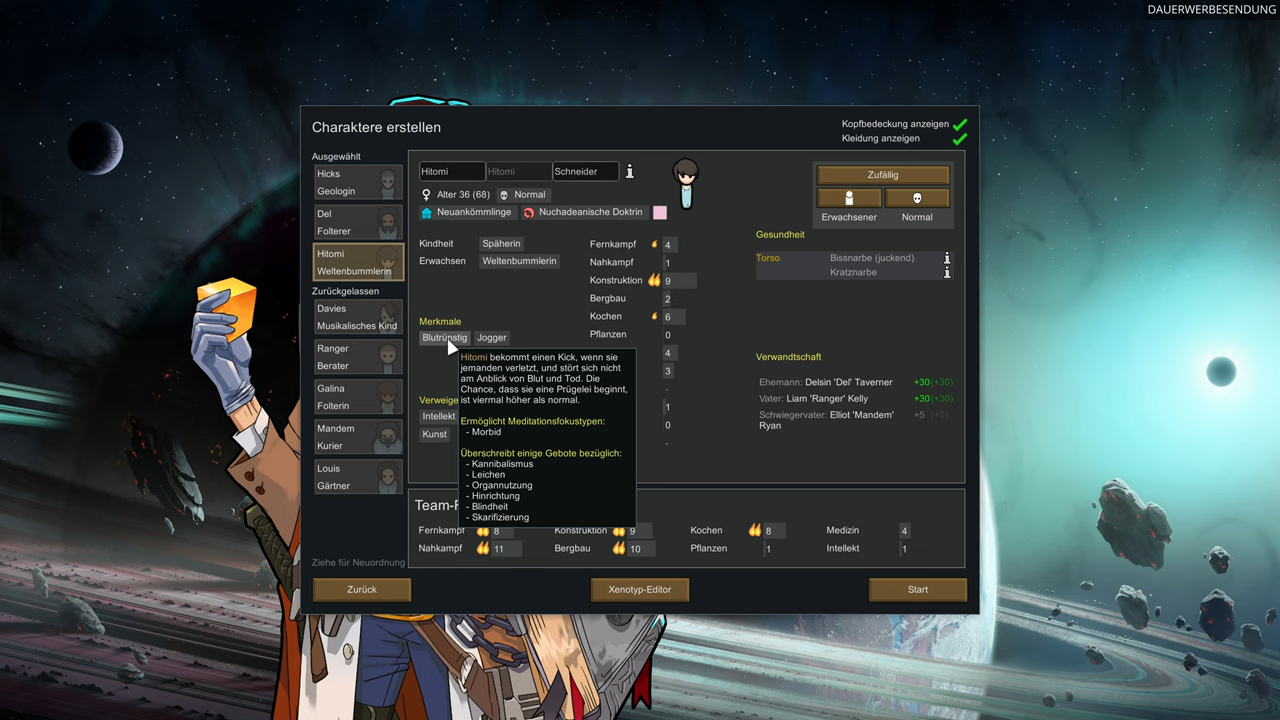 DAUERWERBESENDUNG
Charaktere erstellen
Kopfbedeckung anzeigen
Kleidung anzeigen
Ausgewählt
Hicks
Geologin
Del
Folterer
Hitomi
Weltenbummlerin
Zurückgelassen
Davies
Musikalisches Kind
Ranger
Berater
Galina
Folterin
Mandem
Kurier
Louis
Gärtner
Ziehe für Neuordnung
Hitomi Hitomi Schneider
Alter 36 (68) Normal
Neuankömmlinge Nuchadeanische Doktrin
Kindheit Späherin
Erwachsen Weltenbummlerin
Merkmale
Blutrünstig Jogger
Intellekt
Kunst
Fernkampf 4
Nahkampf 1
Konstruktion 9
Bergbau 2
Kochen 6
Pflanzen 0
4
3
-
1
0
-
Hitomi bekommt einen Kick, wenn sie
jemanden verletzt, und stört sich nicht
am Anblick von Blut und Tod. Die
Chance, dass sie eine Prügelei beginnt,
ist viermal höher als normal.
Ermöglicht Meditationsfokustypen:
- Morbid
Überschreibt einige Gebote bezüglich:
- Kannibalismus
- Leichen
- Organnutzung
- Hinrichtung
- Blindheit
- Skarifizierung
Zufällig
Erwachsener Normal
Gesundheit
Torso Bissnarbe (juckend)
Kratznarbe
Verwandtschaft
Ehemann: Delsin 'Del' Taverner +30 (+30)
Vater: Liam 'Ranger' Kelly +30 (+30)
Schwiegervater: Elliot 'Mandem' +5 (+5)
Ryan
Fernkampf 8 Konstruktion 9 Kochen 8 Medizin 4
Nahkampf 11 Bergbau 10 Pflanzen 1 Intellekt 1
Zurück Xenotyp-Editor Start